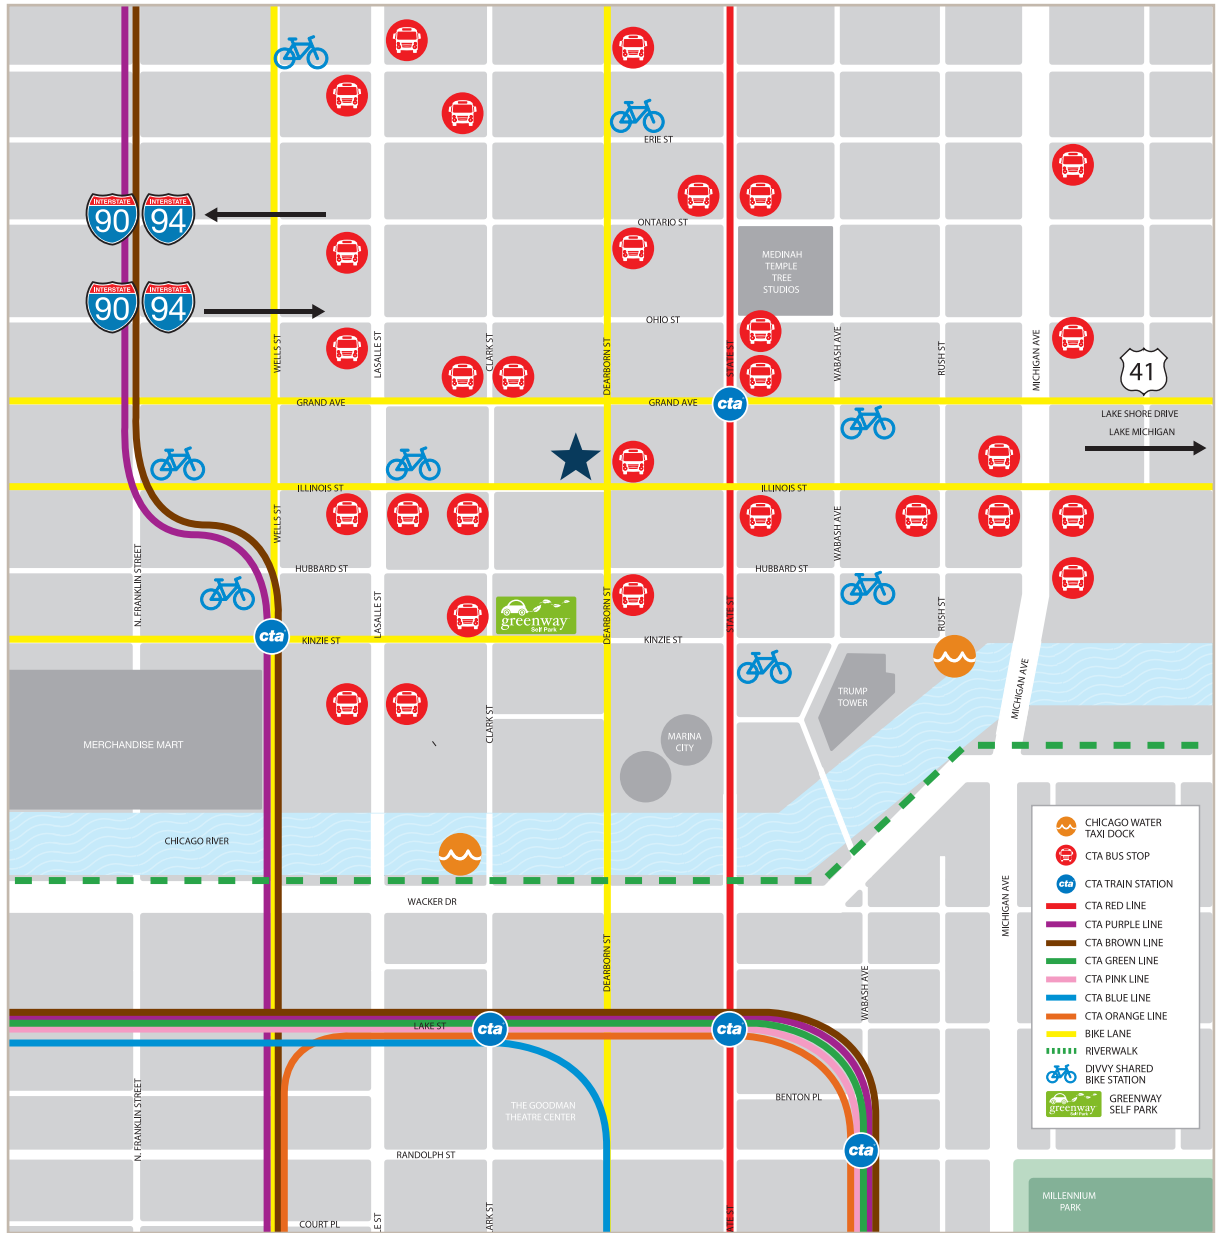 ERIE ST
INTERSTATE
90
INTERSTATE
94
ONTARIO ST
MEDINAH
TEMPLE
TREE
STUDIOS
INTERSTATE
90
INTERSTATE
94
OHIO ST
WELLS ST
LASALLE ST
CLARK ST
DEARBORN ST
STATE ST
WABASH AVE
RUSH ST
MICHIGAN AVE
41
GRAND AVE
GRAND AVE
cta
LAKE SHORE DRIVE
LAKE MICHIGAN
ILLINOIS ST
ILLINOIS ST
WELLS ST
WABASH AVE
N. FRANKLIN STREET
HUBBARD ST
HUBBARD ST
LASALLE ST
greenway
Self Park
DEARBORN ST
STATE ST
RUSH ST
cta
KINZIE ST
KINZIE ST
MICHIGAN AVE
TRUMP
TOWER
CLARK ST
MARINA
CITY
MERCHANDISE MART
CHICAGO RIVER
WACKER DR
DEARBORN ST
WABASH AVE
MICHIGAN AVE
CHICAGO WATER
TAXI DOCK
CTA BUS STOP
cta
CTA TRAIN STATION
CTA RED LINE
CTA PURPLE LINE
CTA BROWN LINE
CTA GREEN LINE
CTA PINK LINE
CTA BLUE LINE
CTA ORANGE LINE
BIKE LANE
RIVERWALK
DIVVY SHARED
BIKE STATION
greenway
Self Park
GREENWAY
SELF PARK
LAKE ST
cta
cta
N. FRANKLIN STREET
THE GOODMAN
THEATRE CENTER
BENTON PL
cta
RANDOLPH ST
COURT PL
LE ST
ARK ST
ATE ST
MILLENNIUM
PARK